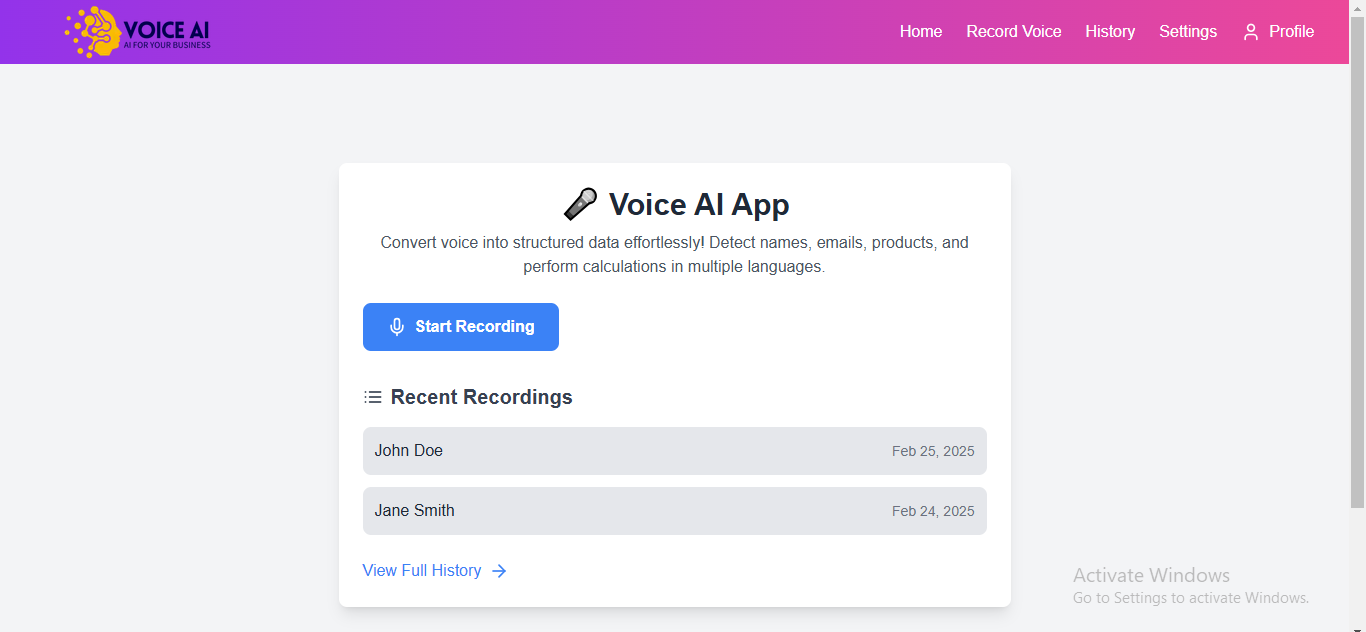 VOICE AI
AI FOR YOUR BUSINESS
Home Record Voice History Settings Profile
Voice AI App
Convert voice into structured data effortlessly! Detect names, emails, products, and
perform calculations in multiple languages.
Start Recording
Recent Recordings
John Doe Feb 25, 2025
Jane Smith Feb 24, 2025
View Full History
Activate Windows
Go to Settings to activate Windows.